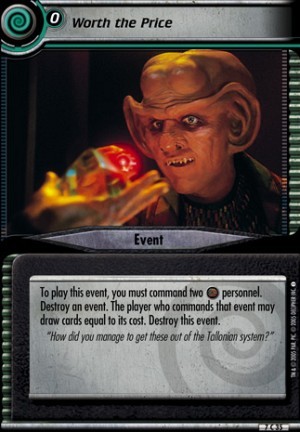 0 Worth the Price
Event
To play this event, you must command two personnel.
Destroy an event. The player who commands that event may
draw cards equal to its cost. Destroy this event.
"How did you manage to get these out of the Tallonian system?"
7 C 35